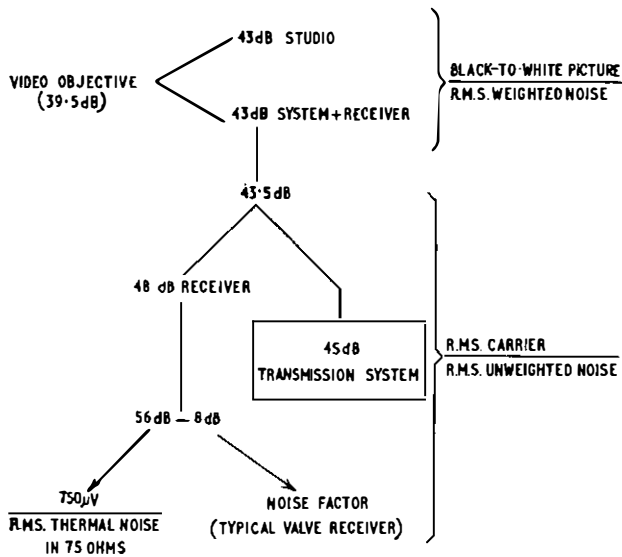 43dB STUDIO
VIDEO OBJECTIVE
(39·5dB)
BLACK-TO-WHITE PICTURE
R.M.S. WEIGHTED NOISE
43dB SYSTEM+RECEIVER
43·5dB
48 dB RECEIVER
45dB
TRANSMISSION SYSTEM
R.M.S. CARRIER
R.M.S. UNWEIGHTED NOISE
56dB – 8dB
750µV
R.M.S. THERMAL NOISE
IN 75 OHMS
NOISE FACTOR
(TYPICAL VALVE RECEIVER)